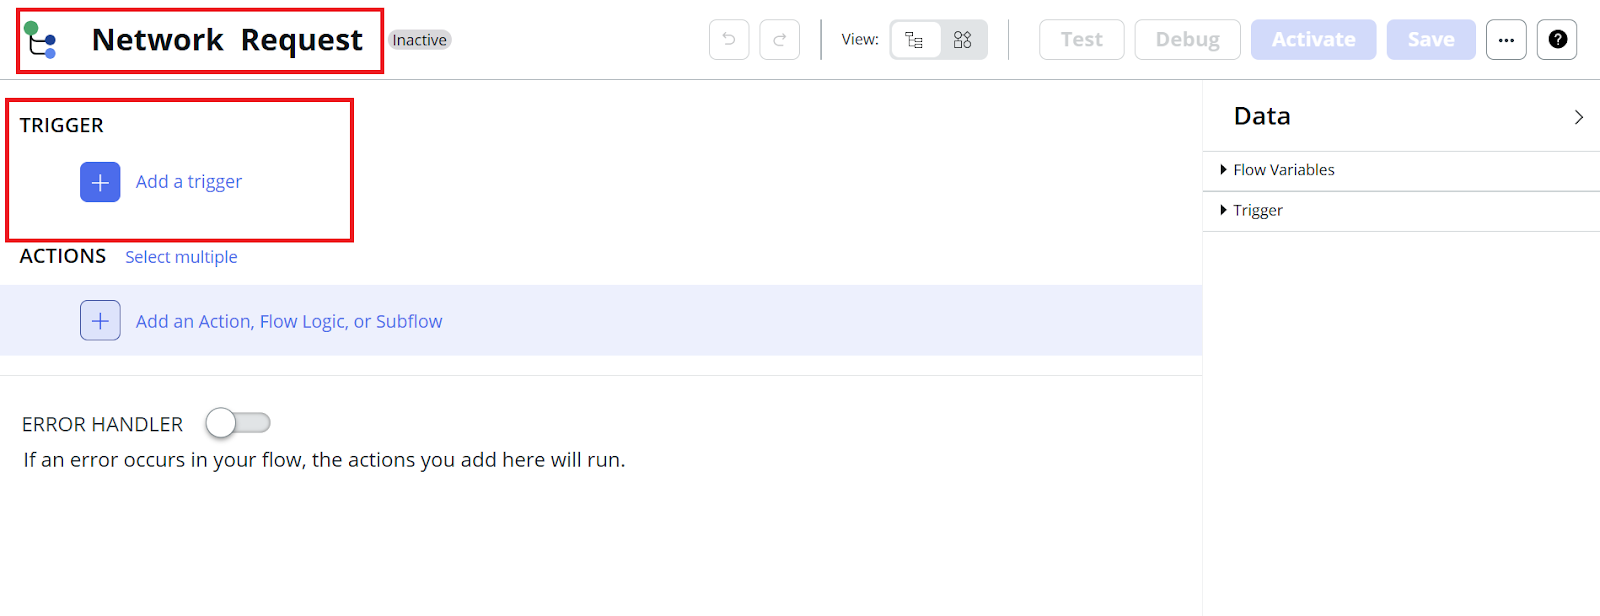 Network Request Inactive View: Test Debug Activate Save ... ?
TRIGGER
Add a trigger
ACTIONS Select multiple
Add an Action, Flow Logic, or Subflow
ERROR HANDLER
If an error occurs in your flow, the actions you add here will run.
Data
Flow Variables
Trigger